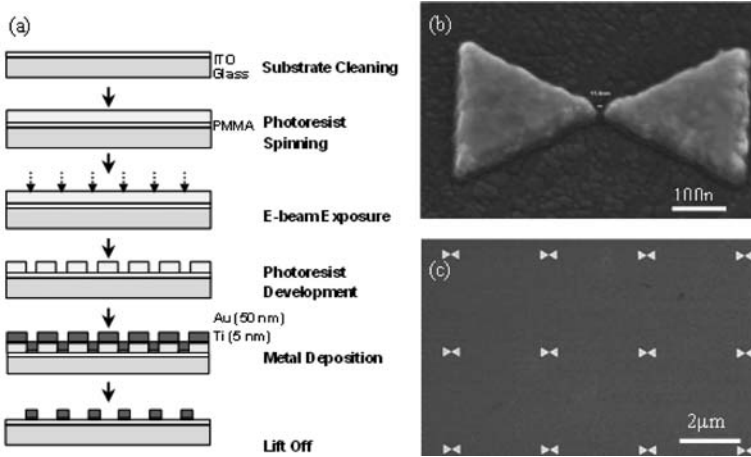 (a)
ITO
Glass
Substrate Cleaning
PMMA
Photoresist
Spinning
E-beam Exposure
Photoresist
Development
Au (50 nm)
Ti (5 nm)
Metal Deposition
Lift Off
(b)
100n
(c)
2μm